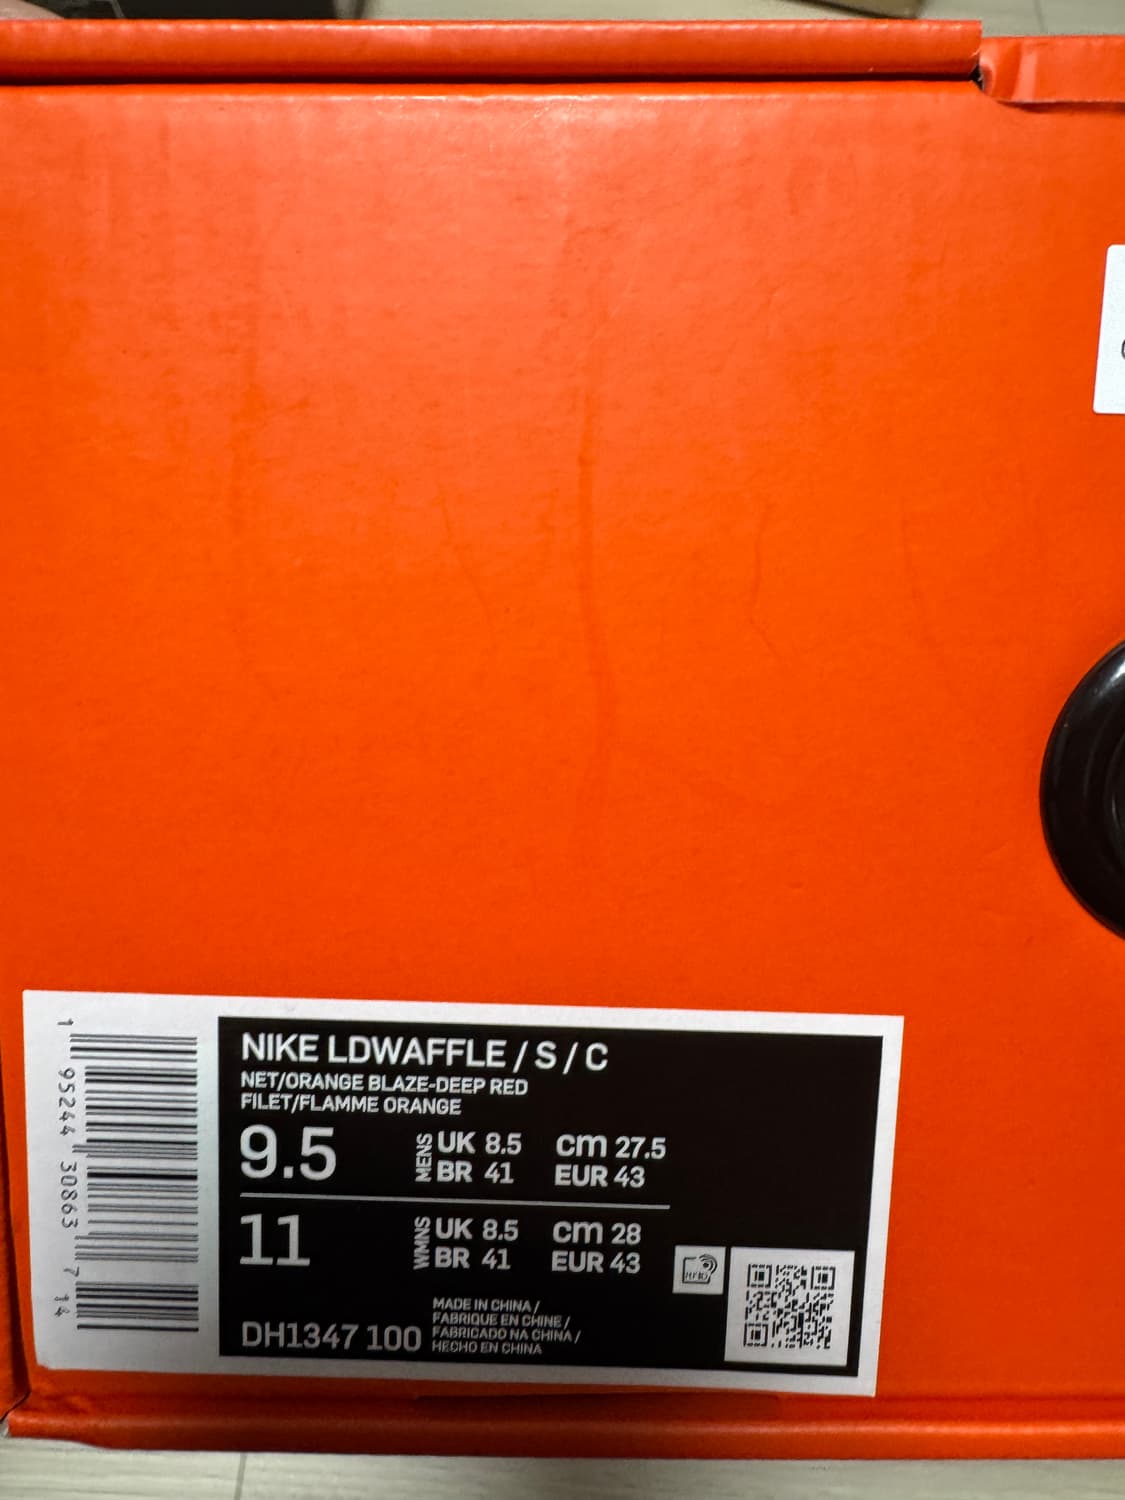 NIKE LDWAFFLE / S / C
NET/ORANGE BLAZE-DEEP RED
FILET/FLAMME ORANGE
9.5 MENS UK 8.5 cm 27.5
BR 41 EUR 43
11 WMNS UK 8.5 cm 28
BR 41 EUR 43
DH1347 100
MADE IN CHINA /
FABRIQUE EN CHINE /
FABRICADO NA CHINA /
HECHO EN CHINA
RFID
1 95244 30863 7 14